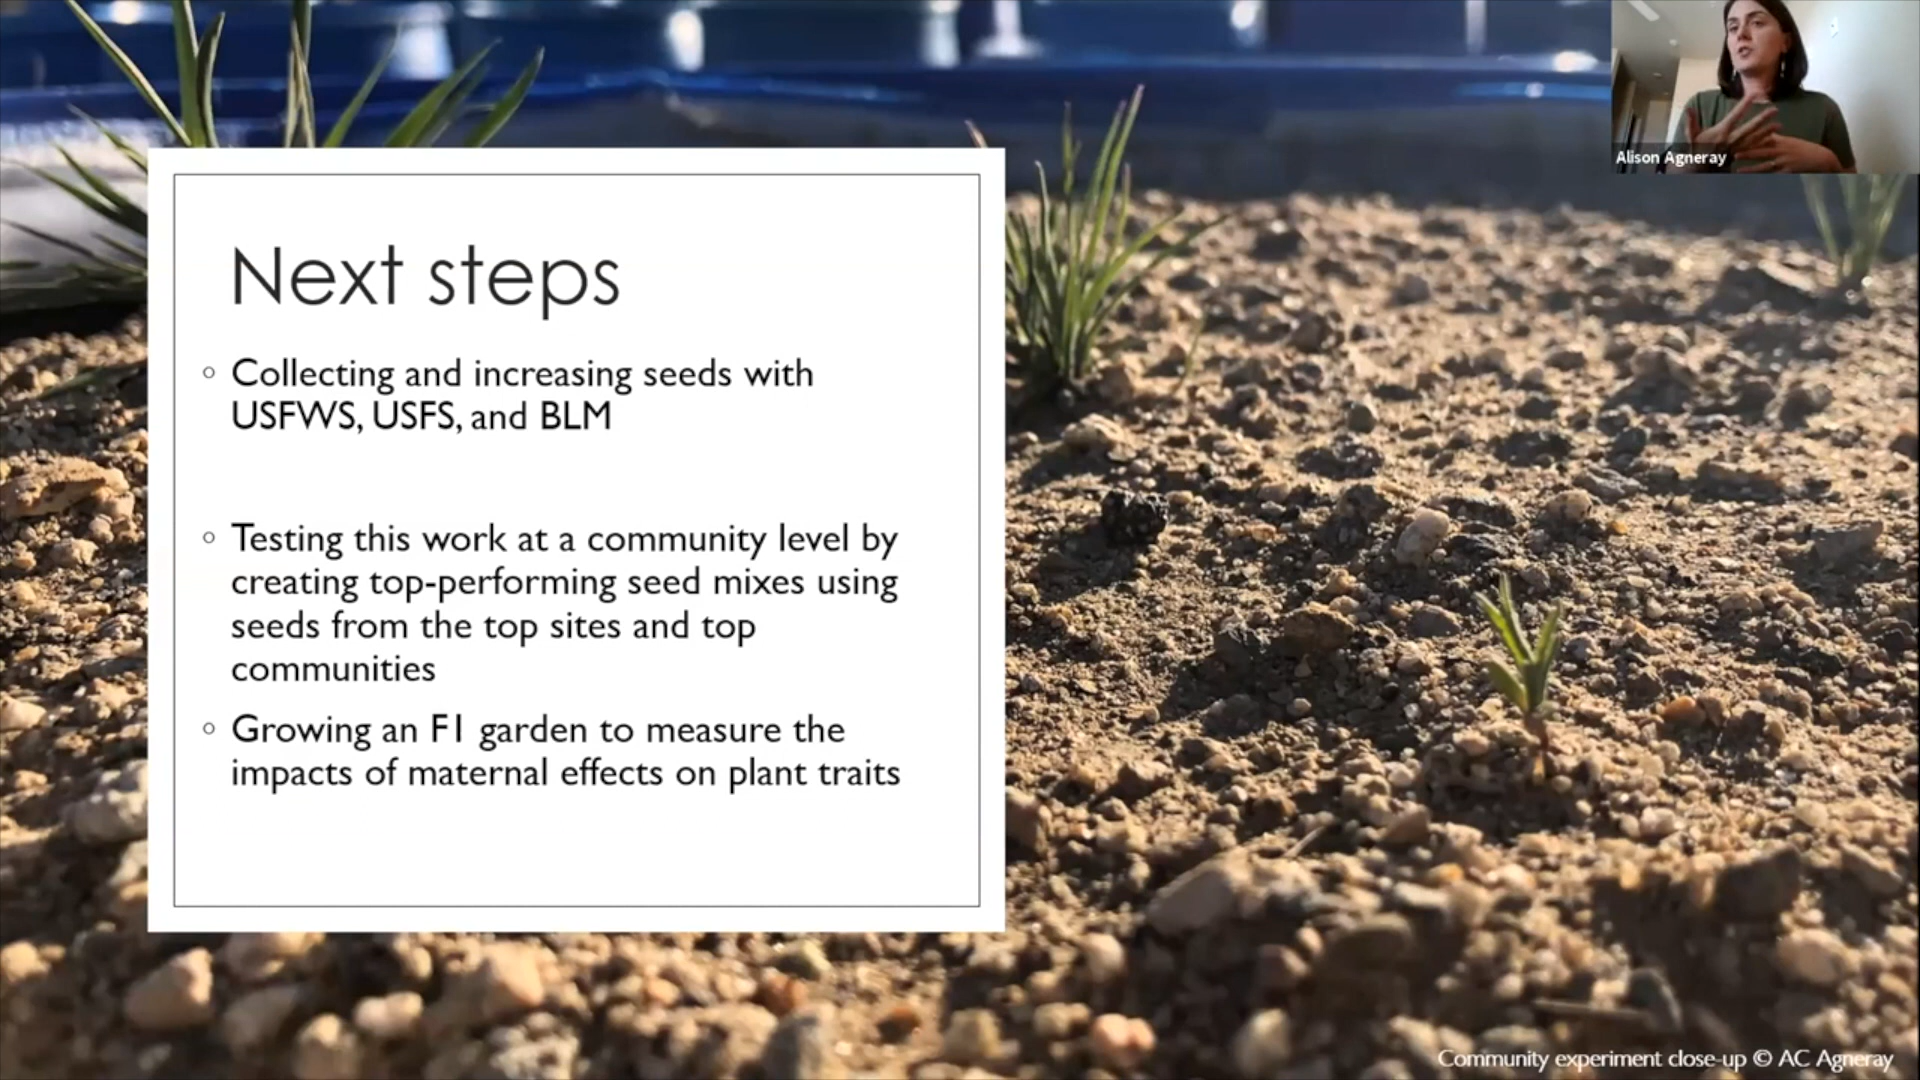 Alison Agneray
Next steps
◦ Collecting and increasing seeds with
USFWS, USFS, and BLM
◦ Testing this work at a community level by
creating top-performing seed mixes using
seeds from the top sites and top
communities
◦ Growing an F1 garden to measure the
impacts of maternal effects on plant traits
Community experiment close-up © AC Agneray